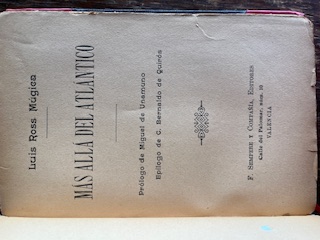 Luis Ross Múgica
MÁS ALLÁ DEL ATLÁNTICO
Prólogo de Miguel de Unamuno
Epílogo de C. Bernaldo de Quirós
F. Sempere y Compañía, Editores
Calle del Palomar, núm. 10
VALENCIA